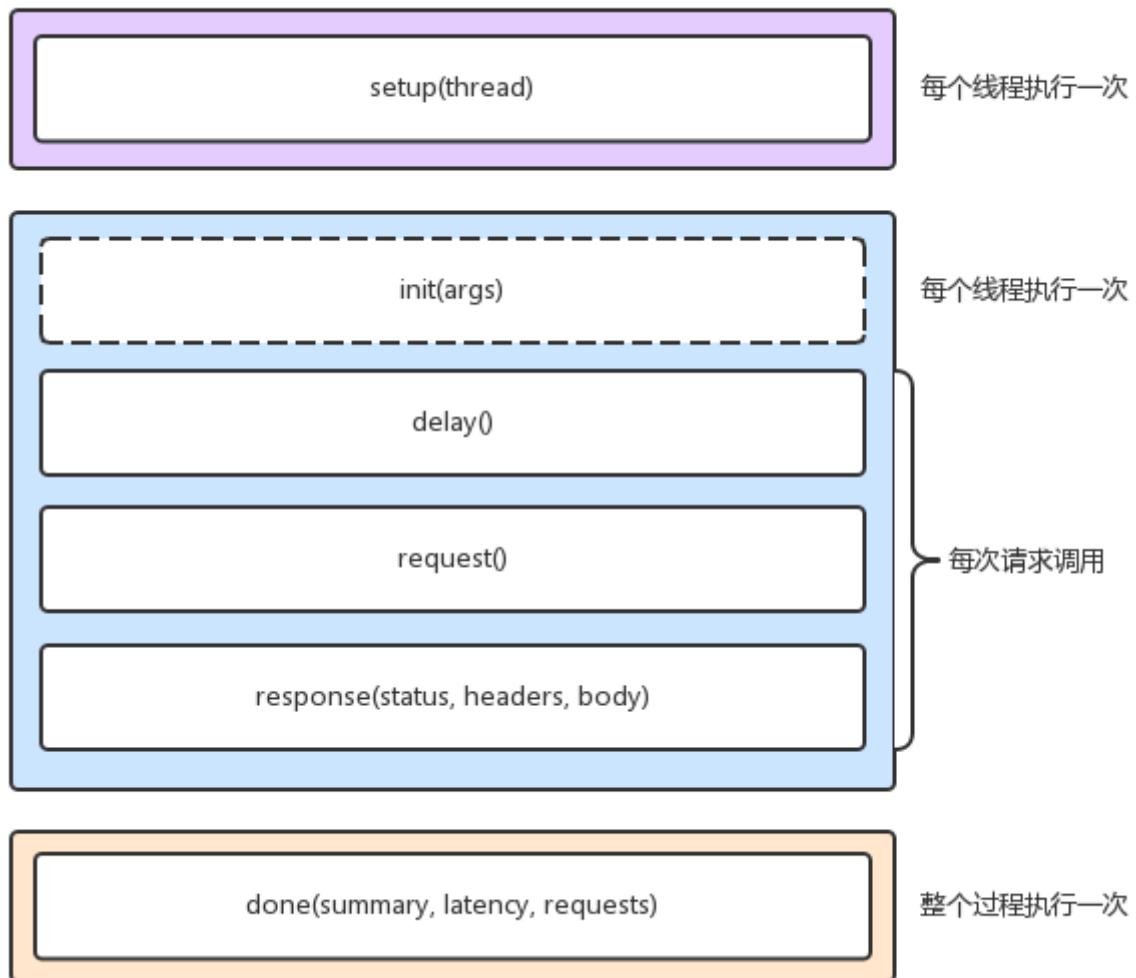 setup(thread)
每个线程执行一次
init(args)
每个线程执行一次
delay()
request()
每次请求调用
response(status, headers, body)
done(summary, latency, requests)
整个过程执行一次